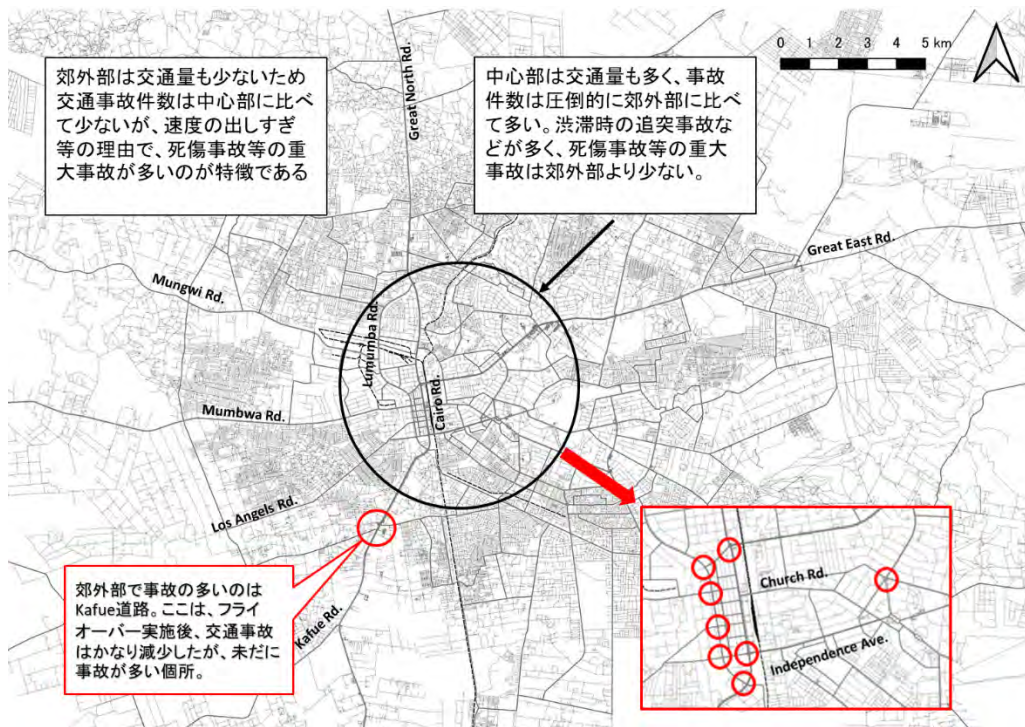 郊外部は交通量も少ないため
交通事故件数は中心部に比べ
て少ないが、速度の出しすぎ
等の理由で、死傷事故等の重
大事故が多いのが特徴である
Great North Rd.
中心部は交通量も多く、事故
件数は圧倒的に郊外部に比べ
て多い。渋滞時の追突事故な
どが多く、死傷事故等の重大
事故は郊外部より少ない。
0 1 2 3 4 5 km
Great East Rd.
Mungwi Rd.
Lumumba Rd.
Cairo Rd.
Mumbwa Rd.
Los Angels Rd.
Kafue Rd.
郊外部で事故の多いのは
Kafue道路。ここは、フライ
オーバー実施後、交通事故
はかなり減少したが、未だに
事故が多い個所。
Church Rd.
Independence Ave.